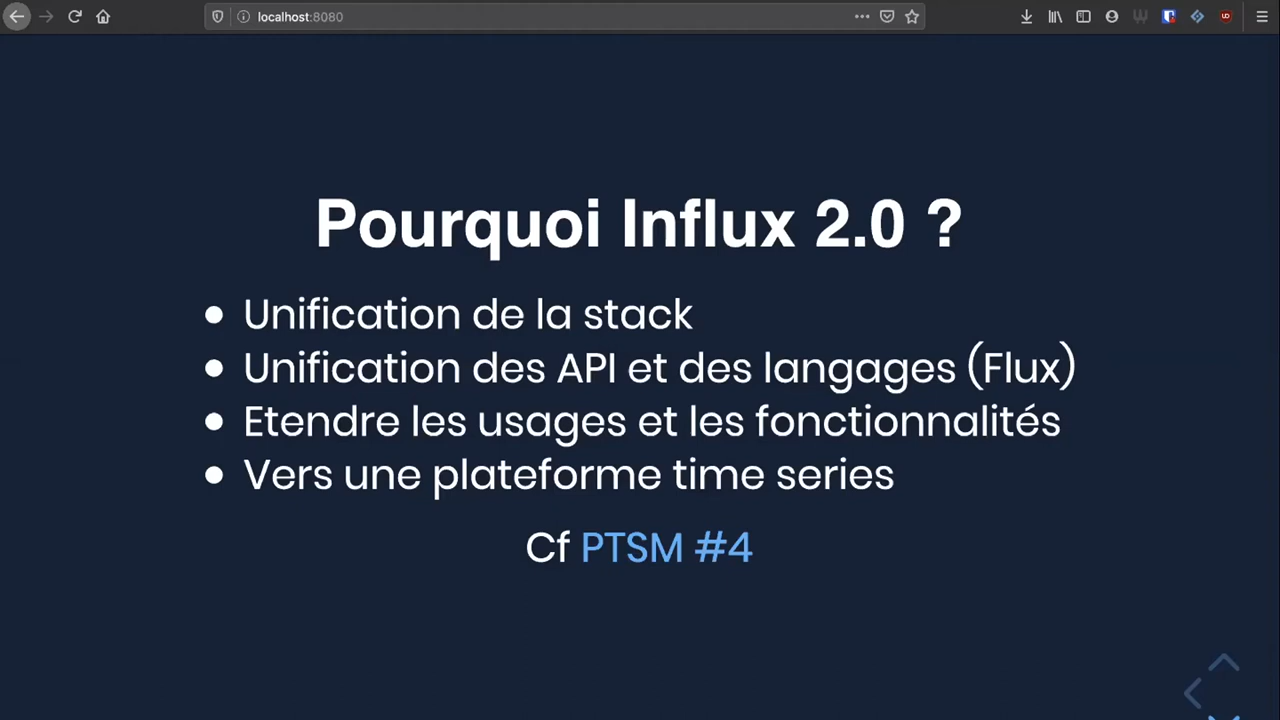 localhost:8080
Pourquoi Influx 2.0 ?
Unification de la stack
Unification des API et des langages (Flux)
Etendre les usages et les fonctionnalités
Vers une plateforme time series
Cf PTSM #4